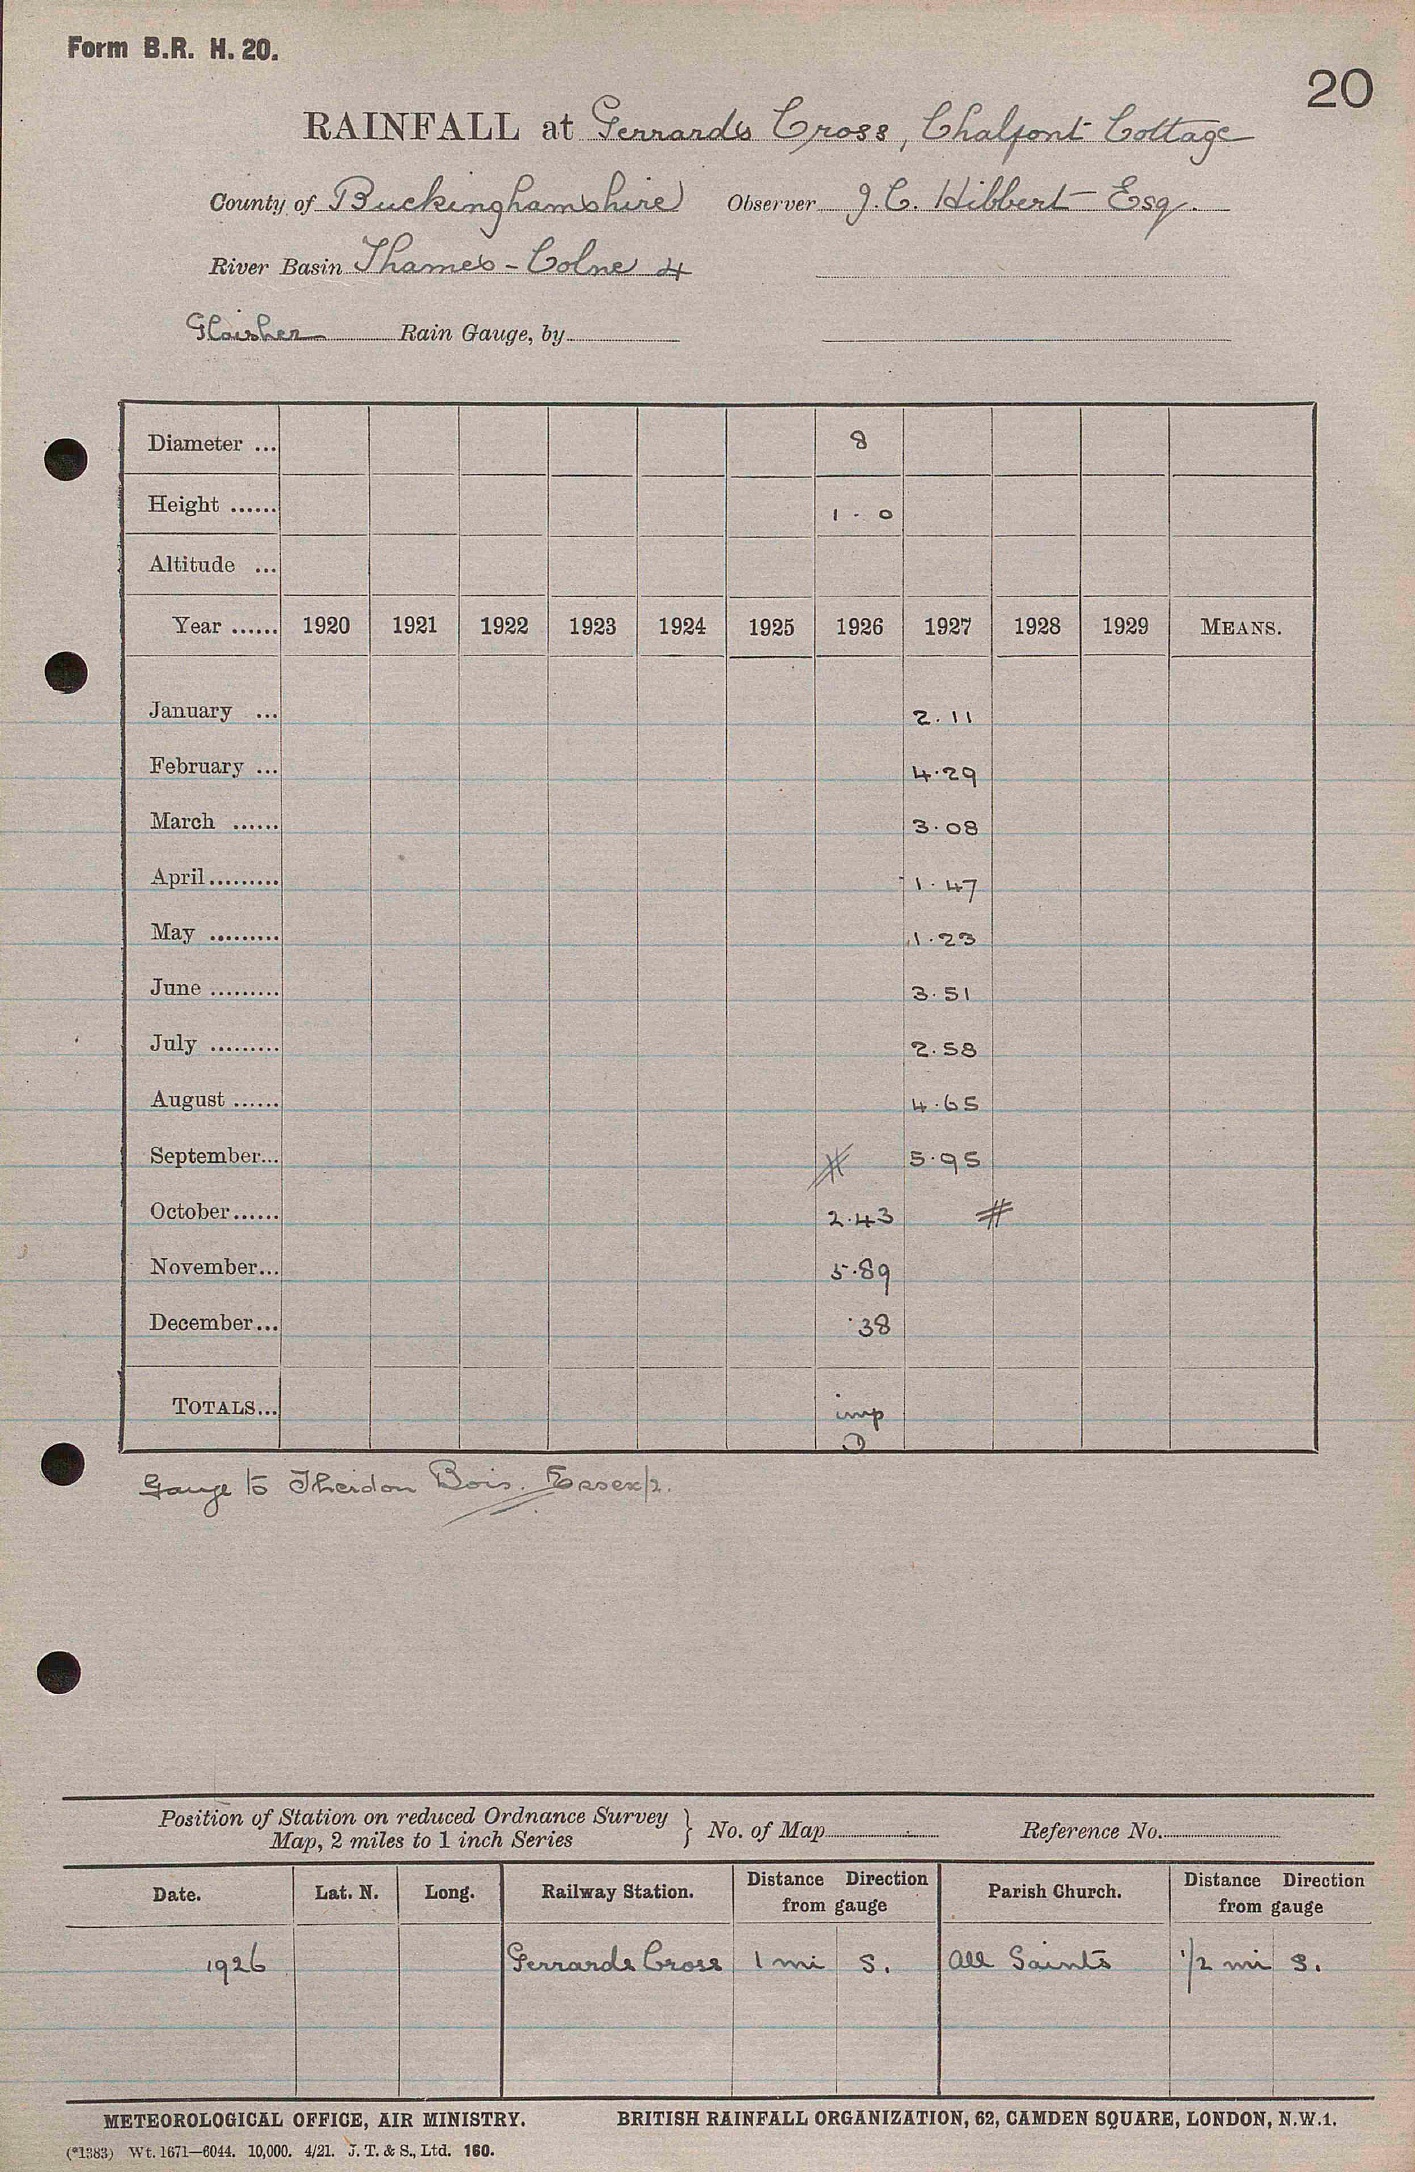 Form B.R. H. 20.
20
RAINFALL at Gerrards Cross, Chalfont Cottage
County of Buckinghamshire Observer J. C. Hibbert Esq.
River Basin Thames - Colne 4
Glaisher Rain Gauge, by
Diameter ... 8
Height ...... 1 - 0
Altitude ...
Year ...... 1920 1921 1922 1923 1924 1925 1926 1927 1928 1929 MEANS.
January ... 2.11
February ... 4.29
March ...... 3.08
April ......... 1.47
May ......... 1.23
June ......... 3.51
July ......... 2.58
August ...... 4.65
September... # 5.95
October...... 2.43 #
November... 5.89
December... .38
TOTALS... imp
Gauge to Theidon Bois. Essex/2.
Position of Station on reduced Ordnance Survey
Map, 2 miles to 1 inch Series } No. of Map Reference No.
Date. Lat. N. Long. Railway Station. Distance Direction from gauge Parish Church. Distance Direction from gauge
1926 Gerrards Cross 1 mi S. All Saints 1/2 mi S.
METEOROLOGICAL OFFICE, AIR MINISTRY. BRITISH RAINFALL ORGANIZATION, 62, CAMDEN SQUARE, LONDON, N.W.1.
(*1383) Wt. 1671—6044. 10,000. 4/21. J. T. & S., Ltd. 160.